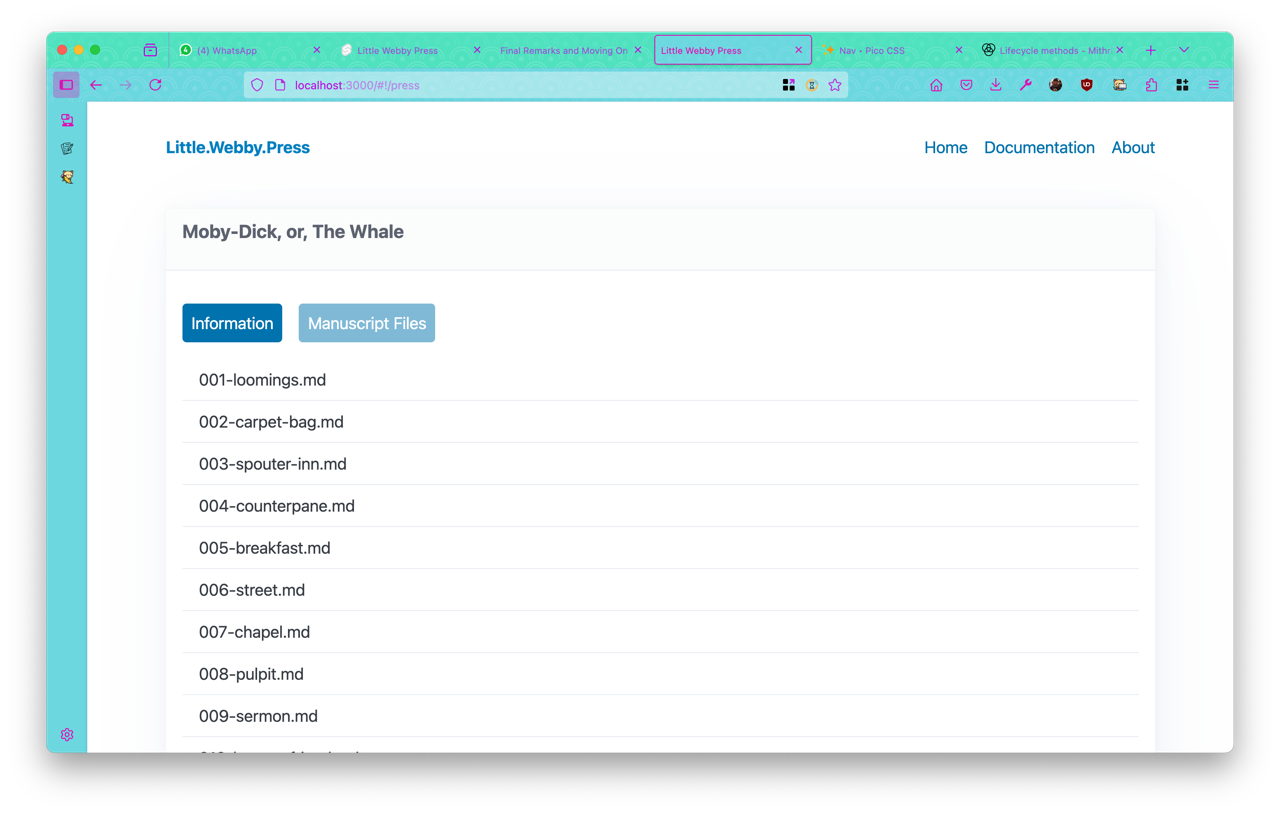 4 (4) WhatsApp Little Webby Press Final Remarks and Moving On Little Webby Press Nav • Pico CSS Lifecycle methods - Mithr
localhost:3000/#!/press
Little.Webby.Press Home Documentation About
Moby-Dick, or, The Whale
Information Manuscript Files
001-loomings.md
002-carpet-bag.md
003-spouter-inn.md
004-counterpane.md
005-breakfast.md
006-street.md
007-chapel.md
008-pulpit.md
009-sermon.md